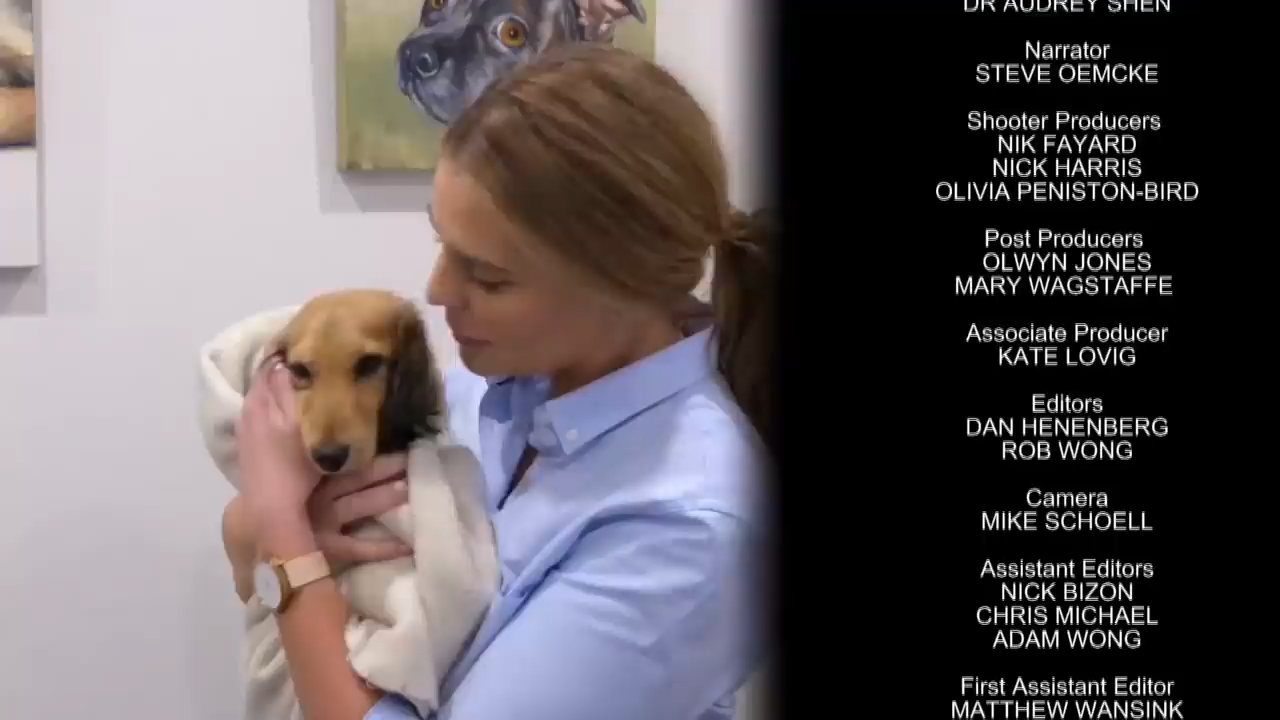 DR AUDREY SHEN
Narrator
STEVE OEMCKE
Shooter Producers
NIK FAYARD
NICK HARRIS
OLIVIA PENISTON-BIRD
Post Producers
OLWYN JONES
MARY WAGSTAFFE
Associate Producer
KATE LOVIG
Editors
DAN HENENBERG
ROB WONG
Camera
MIKE SCHOELL
Assistant Editors
NICK BIZON
CHRIS MICHAEL
ADAM WONG
First Assistant Editor
MATTHEW WANSINK